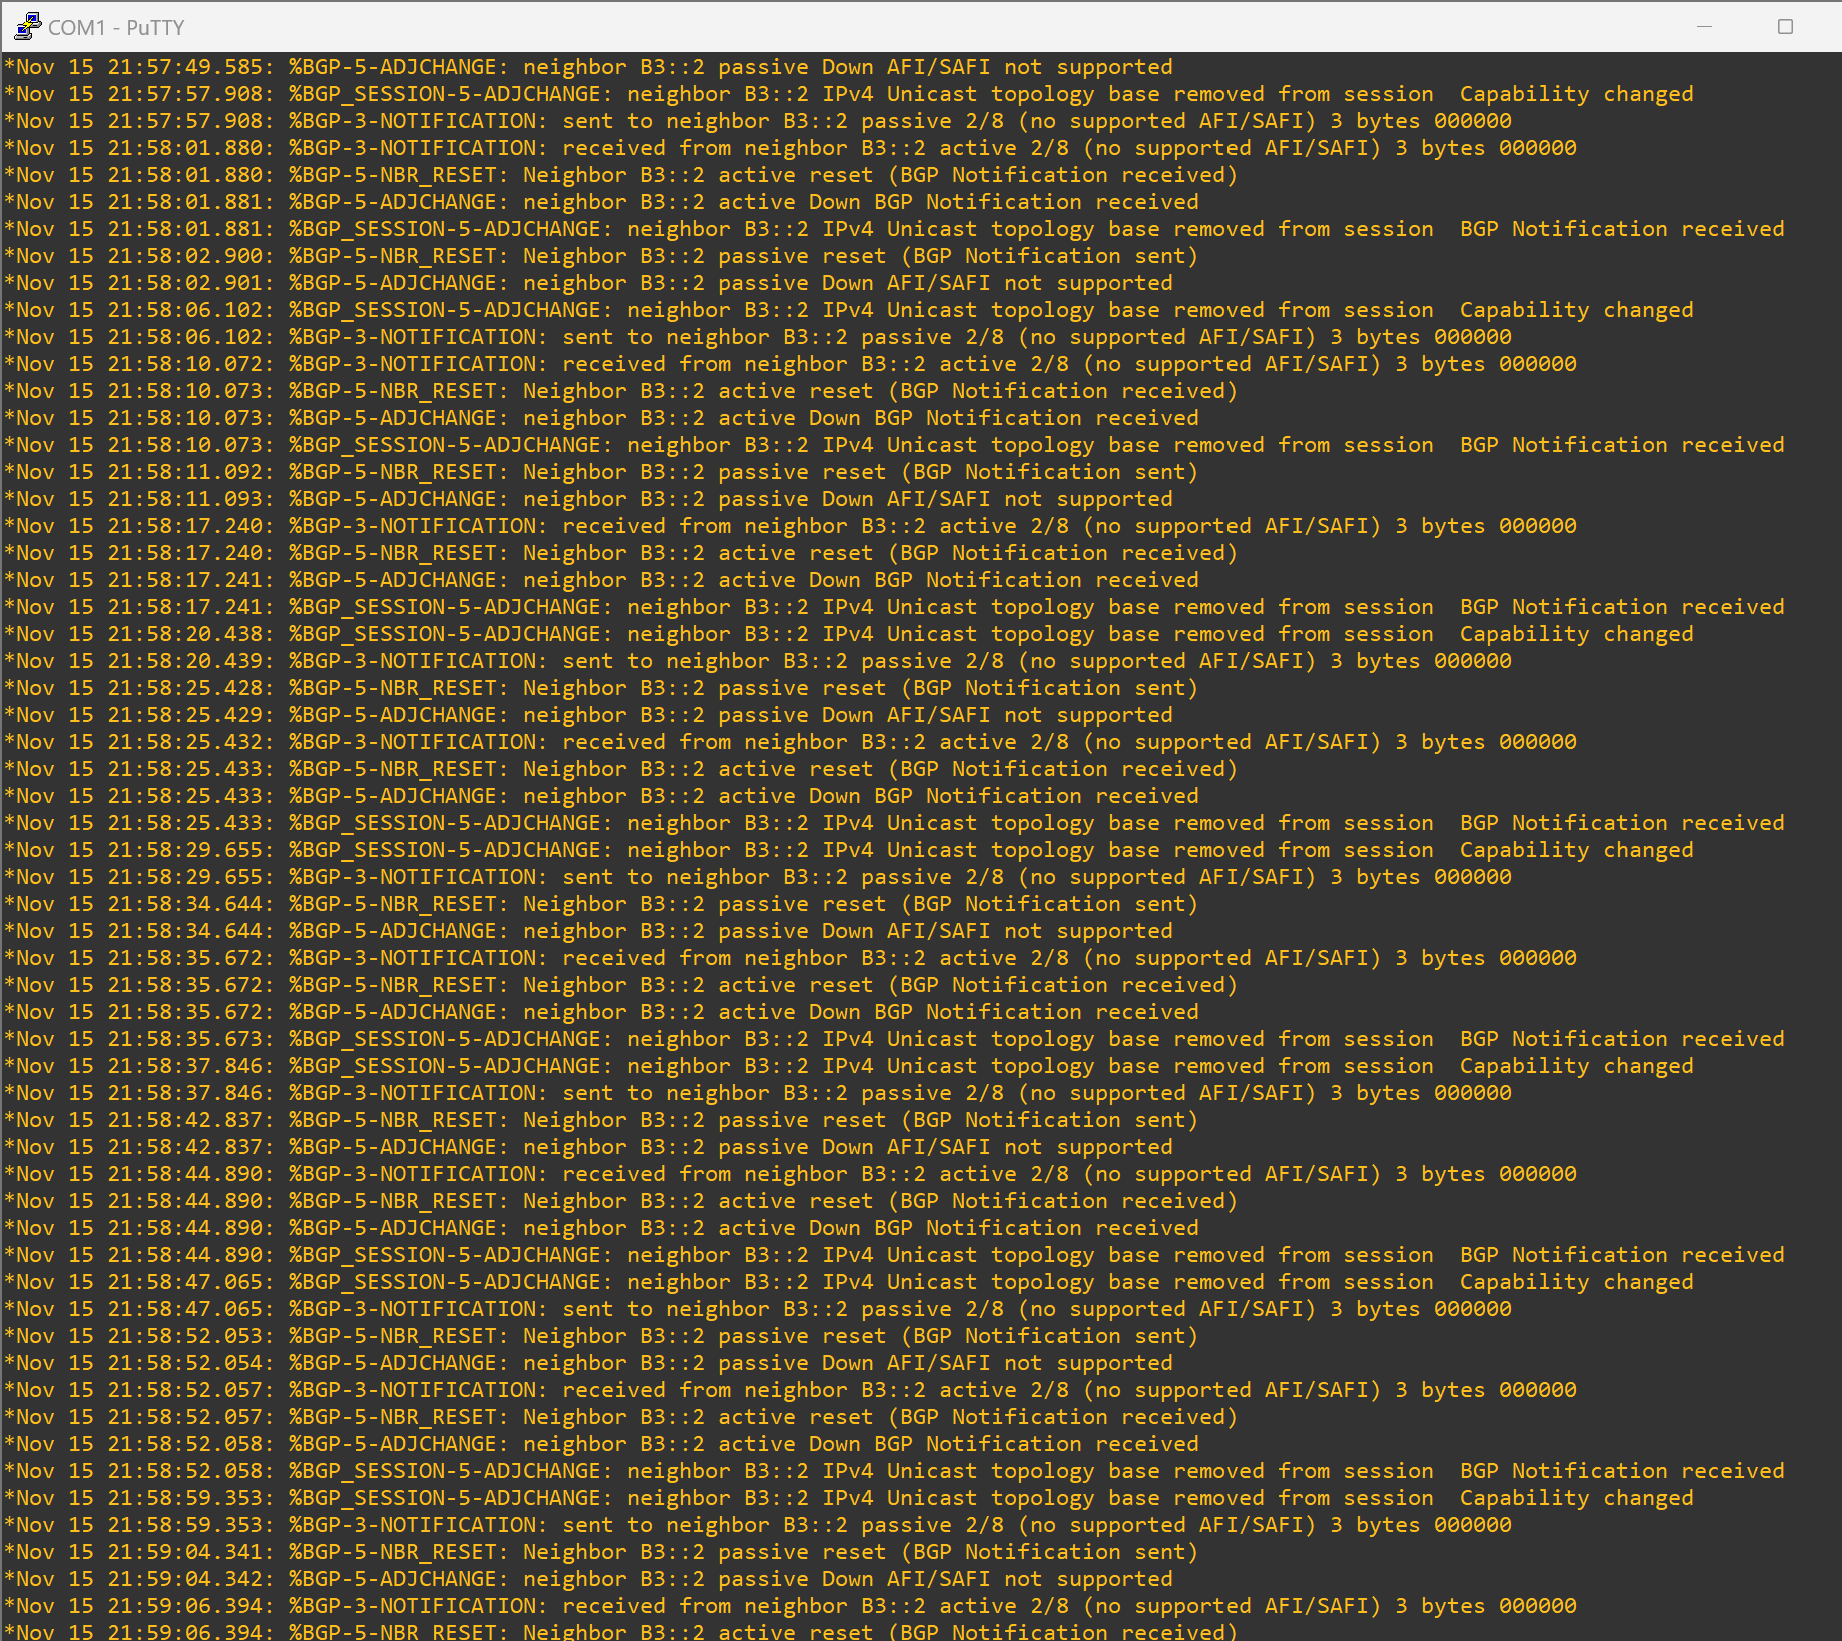 COM1 - PuTTY
*Nov 15 21:57:49.585: %BGP-5-ADJCHANGE: neighbor B3::2 passive Down AFI/SAFI not supported
*Nov 15 21:57:57.908: %BGP_SESSION-5-ADJCHANGE: neighbor B3::2 IPv4 Unicast topology base removed from session  Capability changed
*Nov 15 21:57:57.908: %BGP-3-NOTIFICATION: sent to neighbor B3::2 passive 2/8 (no supported AFI/SAFI) 3 bytes 000000
*Nov 15 21:58:01.880: %BGP-3-NOTIFICATION: received from neighbor B3::2 active 2/8 (no supported AFI/SAFI) 3 bytes 000000
*Nov 15 21:58:01.880: %BGP-5-NBR_RESET: Neighbor B3::2 active reset (BGP Notification received)
*Nov 15 21:58:01.881: %BGP-5-ADJCHANGE: neighbor B3::2 active Down BGP Notification received
*Nov 15 21:58:01.881: %BGP_SESSION-5-ADJCHANGE: neighbor B3::2 IPv4 Unicast topology base removed from session  BGP Notification received
*Nov 15 21:58:02.900: %BGP-5-NBR_RESET: Neighbor B3::2 passive reset (BGP Notification sent)
*Nov 15 21:58:02.901: %BGP-5-ADJCHANGE: neighbor B3::2 passive Down AFI/SAFI not supported
*Nov 15 21:58:06.102: %BGP_SESSION-5-ADJCHANGE: neighbor B3::2 IPv4 Unicast topology base removed from session  Capability changed
*Nov 15 21:58:06.102: %BGP-3-NOTIFICATION: sent to neighbor B3::2 passive 2/8 (no supported AFI/SAFI) 3 bytes 000000
*Nov 15 21:58:10.072: %BGP-3-NOTIFICATION: received from neighbor B3::2 active 2/8 (no supported AFI/SAFI) 3 bytes 000000
*Nov 15 21:58:10.073: %BGP-5-NBR_RESET: Neighbor B3::2 active reset (BGP Notification received)
*Nov 15 21:58:10.073: %BGP-5-ADJCHANGE: neighbor B3::2 active Down BGP Notification received
*Nov 15 21:58:10.073: %BGP_SESSION-5-ADJCHANGE: neighbor B3::2 IPv4 Unicast topology base removed from session  BGP Notification received
*Nov 15 21:58:11.092: %BGP-5-NBR_RESET: Neighbor B3::2 passive reset (BGP Notification sent)
*Nov 15 21:58:11.093: %BGP-5-ADJCHANGE: neighbor B3::2 passive Down AFI/SAFI not supported
*Nov 15 21:58:17.240: %BGP-3-NOTIFICATION: received from neighbor B3::2 active 2/8 (no supported AFI/SAFI) 3 bytes 000000
*Nov 15 21:58:17.240: %BGP-5-NBR_RESET: Neighbor B3::2 active reset (BGP Notification received)
*Nov 15 21:58:17.241: %BGP-5-ADJCHANGE: neighbor B3::2 active Down BGP Notification received
*Nov 15 21:58:17.241: %BGP_SESSION-5-ADJCHANGE: neighbor B3::2 IPv4 Unicast topology base removed from session  BGP Notification received
*Nov 15 21:58:20.438: %BGP_SESSION-5-ADJCHANGE: neighbor B3::2 IPv4 Unicast topology base removed from session  Capability changed
*Nov 15 21:58:20.439: %BGP-3-NOTIFICATION: sent to neighbor B3::2 passive 2/8 (no supported AFI/SAFI) 3 bytes 000000
*Nov 15 21:58:25.428: %BGP-5-NBR_RESET: Neighbor B3::2 passive reset (BGP Notification sent)
*Nov 15 21:58:25.429: %BGP-5-ADJCHANGE: neighbor B3::2 passive Down AFI/SAFI not supported
*Nov 15 21:58:25.432: %BGP-3-NOTIFICATION: received from neighbor B3::2 active 2/8 (no supported AFI/SAFI) 3 bytes 000000
*Nov 15 21:58:25.433: %BGP-5-NBR_RESET: Neighbor B3::2 active reset (BGP Notification received)
*Nov 15 21:58:25.433: %BGP-5-ADJCHANGE: neighbor B3::2 active Down BGP Notification received
*Nov 15 21:58:25.433: %BGP_SESSION-5-ADJCHANGE: neighbor B3::2 IPv4 Unicast topology base removed from session  BGP Notification received
*Nov 15 21:58:29.655: %BGP_SESSION-5-ADJCHANGE: neighbor B3::2 IPv4 Unicast topology base removed from session  Capability changed
*Nov 15 21:58:29.655: %BGP-3-NOTIFICATION: sent to neighbor B3::2 passive 2/8 (no supported AFI/SAFI) 3 bytes 000000
*Nov 15 21:58:34.644: %BGP-5-NBR_RESET: Neighbor B3::2 passive reset (BGP Notification sent)
*Nov 15 21:58:34.644: %BGP-5-ADJCHANGE: neighbor B3::2 passive Down AFI/SAFI not supported
*Nov 15 21:58:35.672: %BGP-3-NOTIFICATION: received from neighbor B3::2 active 2/8 (no supported AFI/SAFI) 3 bytes 000000
*Nov 15 21:58:35.672: %BGP-5-NBR_RESET: Neighbor B3::2 active reset (BGP Notification received)
*Nov 15 21:58:35.672: %BGP-5-ADJCHANGE: neighbor B3::2 active Down BGP Notification received
*Nov 15 21:58:35.673: %BGP_SESSION-5-ADJCHANGE: neighbor B3::2 IPv4 Unicast topology base removed from session  BGP Notification received
*Nov 15 21:58:37.846: %BGP_SESSION-5-ADJCHANGE: neighbor B3::2 IPv4 Unicast topology base removed from session  Capability changed
*Nov 15 21:58:37.846: %BGP-3-NOTIFICATION: sent to neighbor B3::2 passive 2/8 (no supported AFI/SAFI) 3 bytes 000000
*Nov 15 21:58:42.837: %BGP-5-NBR_RESET: Neighbor B3::2 passive reset (BGP Notification sent)
*Nov 15 21:58:42.837: %BGP-5-ADJCHANGE: neighbor B3::2 passive Down AFI/SAFI not supported
*Nov 15 21:58:44.890: %BGP-3-NOTIFICATION: received from neighbor B3::2 active 2/8 (no supported AFI/SAFI) 3 bytes 000000
*Nov 15 21:58:44.890: %BGP-5-NBR_RESET: Neighbor B3::2 active reset (BGP Notification received)
*Nov 15 21:58:44.890: %BGP-5-ADJCHANGE: neighbor B3::2 active Down BGP Notification received
*Nov 15 21:58:44.890: %BGP_SESSION-5-ADJCHANGE: neighbor B3::2 IPv4 Unicast topology base removed from session  BGP Notification received
*Nov 15 21:58:47.065: %BGP_SESSION-5-ADJCHANGE: neighbor B3::2 IPv4 Unicast topology base removed from session  Capability changed
*Nov 15 21:58:47.065: %BGP-3-NOTIFICATION: sent to neighbor B3::2 passive 2/8 (no supported AFI/SAFI) 3 bytes 000000
*Nov 15 21:58:52.053: %BGP-5-NBR_RESET: Neighbor B3::2 passive reset (BGP Notification sent)
*Nov 15 21:58:52.054: %BGP-5-ADJCHANGE: neighbor B3::2 passive Down AFI/SAFI not supported
*Nov 15 21:58:52.057: %BGP-3-NOTIFICATION: received from neighbor B3::2 active 2/8 (no supported AFI/SAFI) 3 bytes 000000
*Nov 15 21:58:52.057: %BGP-5-NBR_RESET: Neighbor B3::2 active reset (BGP Notification received)
*Nov 15 21:58:52.058: %BGP-5-ADJCHANGE: neighbor B3::2 active Down BGP Notification received
*Nov 15 21:58:52.058: %BGP_SESSION-5-ADJCHANGE: neighbor B3::2 IPv4 Unicast topology base removed from session  BGP Notification received
*Nov 15 21:58:59.353: %BGP_SESSION-5-ADJCHANGE: neighbor B3::2 IPv4 Unicast topology base removed from session  Capability changed
*Nov 15 21:58:59.353: %BGP-3-NOTIFICATION: sent to neighbor B3::2 passive 2/8 (no supported AFI/SAFI) 3 bytes 000000
*Nov 15 21:59:04.341: %BGP-5-NBR_RESET: Neighbor B3::2 passive reset (BGP Notification sent)
*Nov 15 21:59:04.342: %BGP-5-ADJCHANGE: neighbor B3::2 passive Down AFI/SAFI not supported
*Nov 15 21:59:06.394: %BGP-3-NOTIFICATION: received from neighbor B3::2 active 2/8 (no supported AFI/SAFI) 3 bytes 000000
*Nov 15 21:59:06.394: %BGP-5-NBR_RESET: Neighbor B3::2 active reset (BGP Notification received)